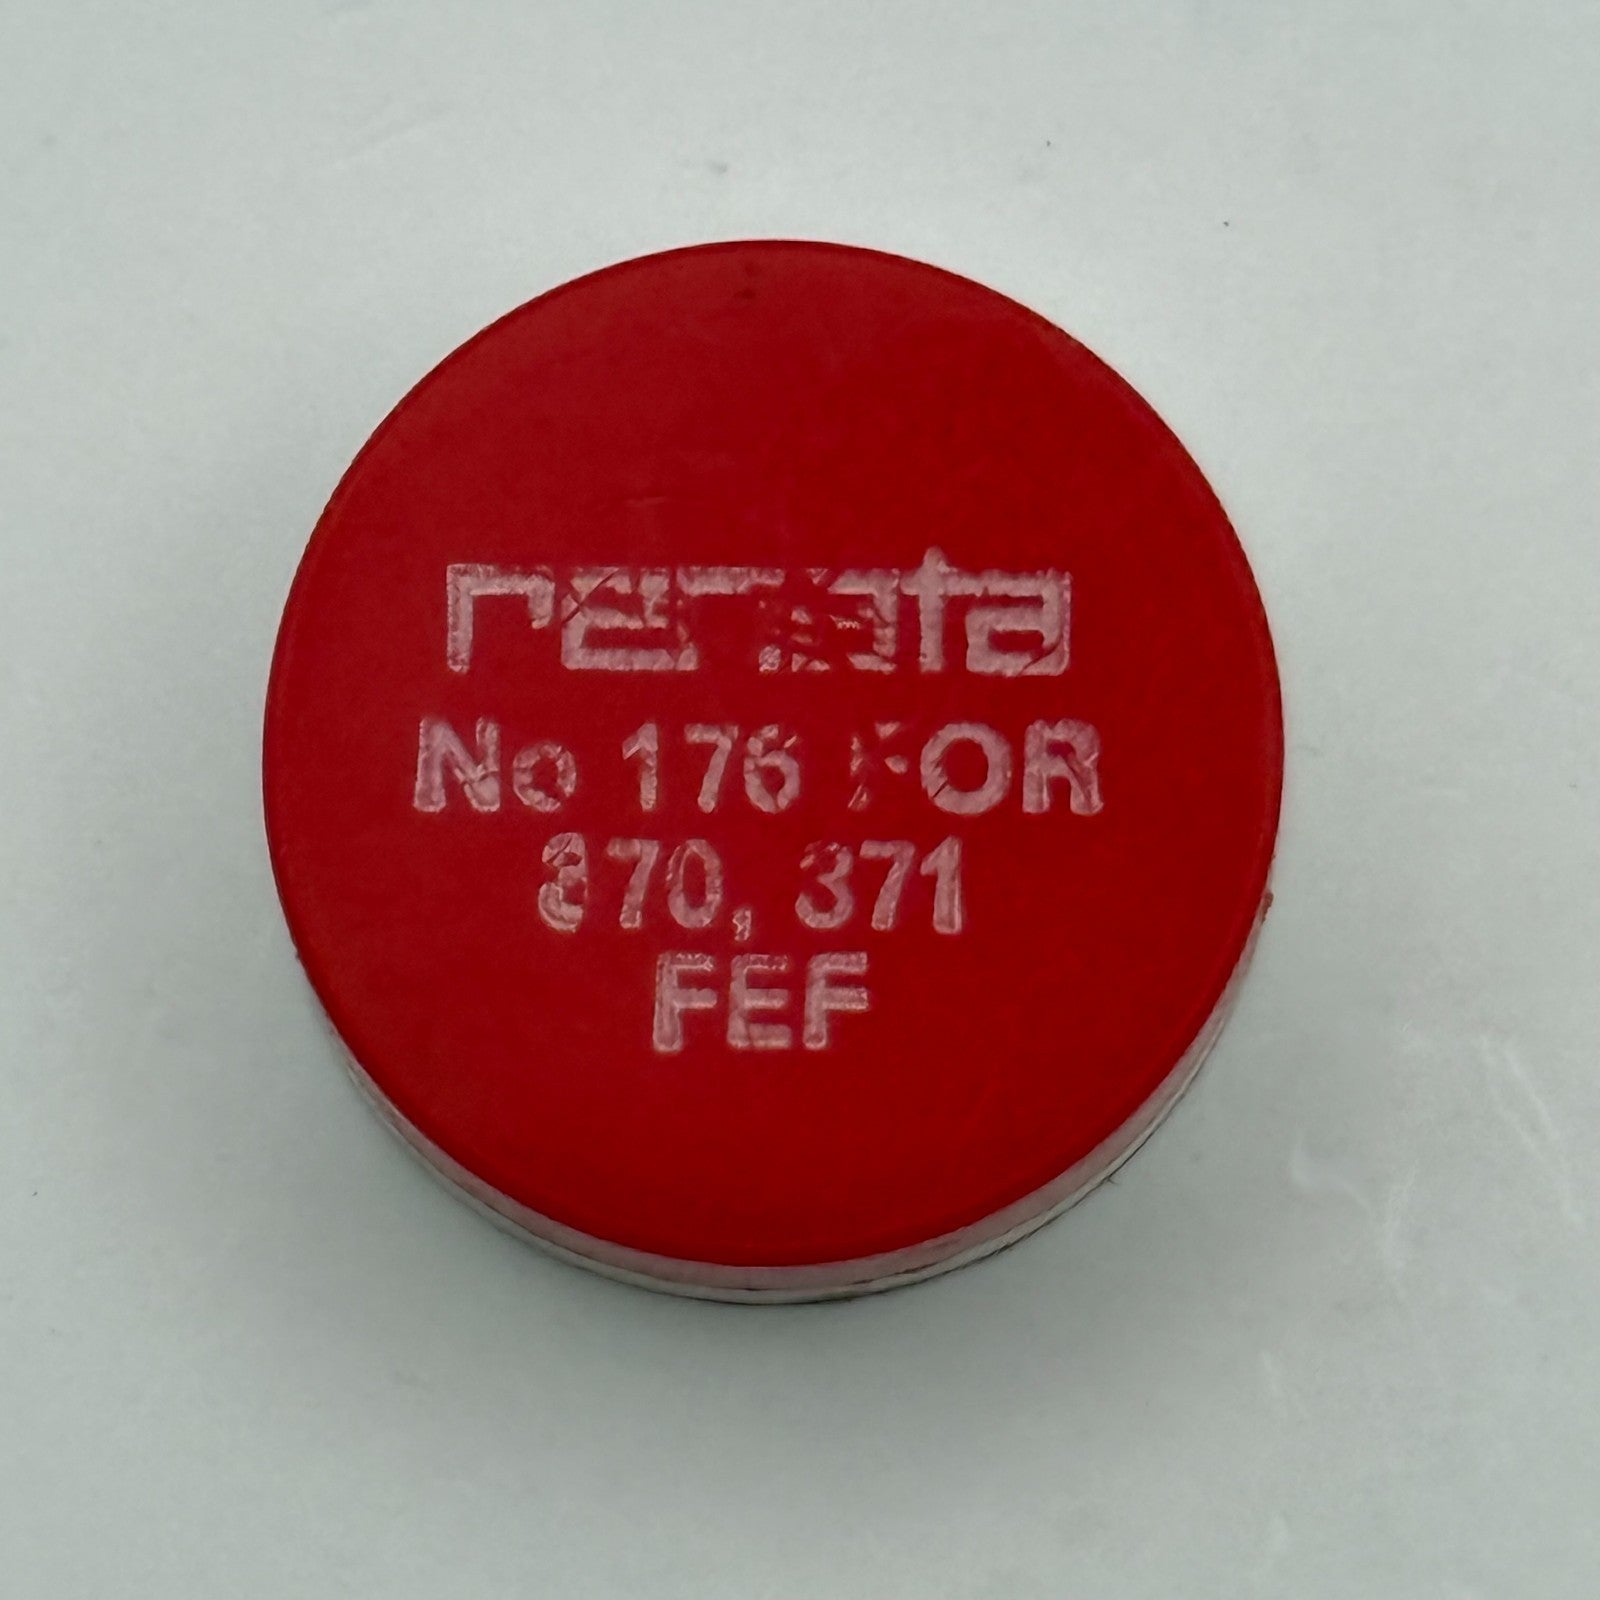 renata
No 176 FOR
370, 371
FEF